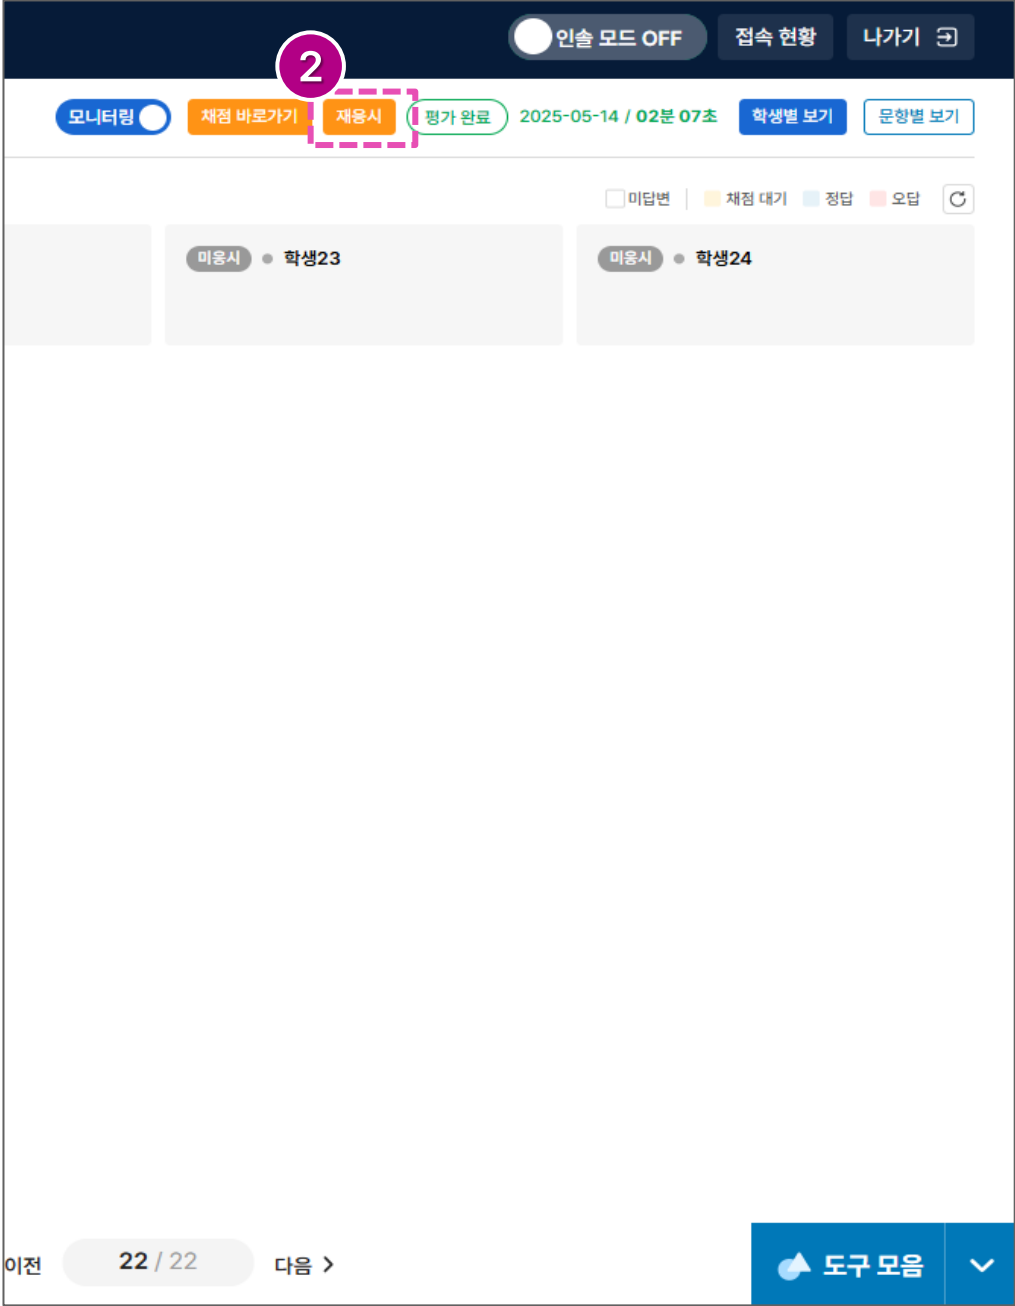 인솔 모드 OFF 접속 현황 나가기
2
모니터링 채점 바로가기 재응시 평가 완료 2025-05-14 / 02분 07초 학생별 보기 문항별 보기
미답변 채점 대기 정답 오답
미응시 학생23 미응시 학생24
이전 22 / 22 다음 도구 모음